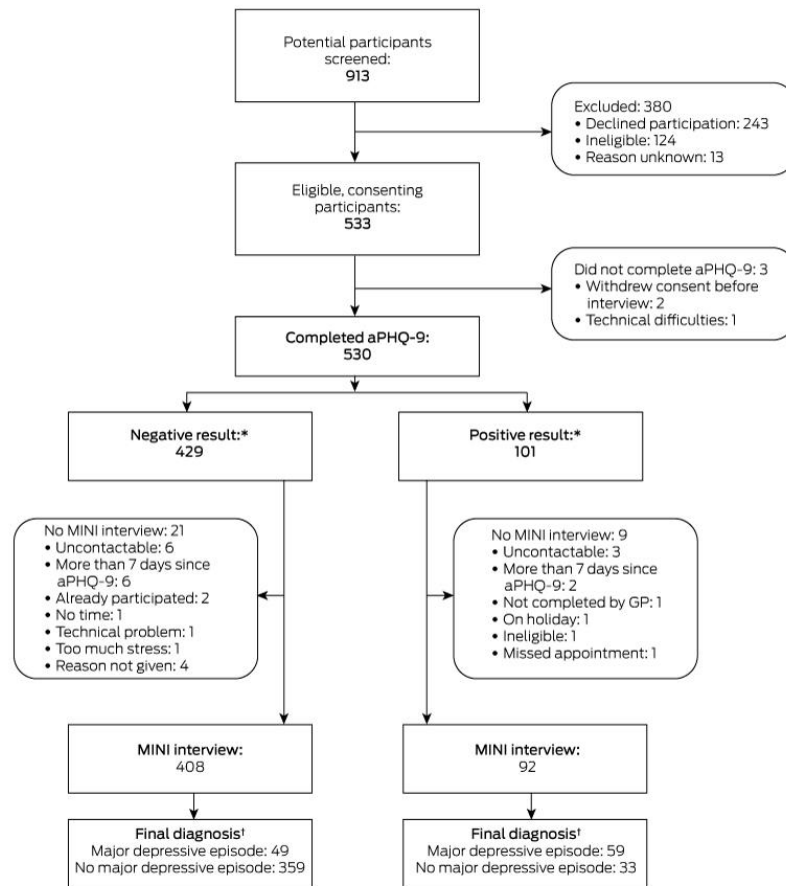 Potential participants
screened:
913
Excluded: 380
• Declined participation: 243
• Ineligible: 124
• Reason unknown: 13
Eligible, consenting
participants:
533
Did not complete aPHQ-9: 3
• Withdrew consent before
interview: 2
• Technical difficulties: 1
Completed aPHQ-9:
530
Negative result:*
429
Positive result:*
101
No MINI interview: 21
• Uncontactable: 6
• More than 7 days since
aPHQ-9: 6
• Already participated: 2
• No time: 1
• Technical problem: 1
• Too much stress: 1
• Reason not given: 4
No MINI interview: 9
• Uncontactable: 3
• More than 7 days since
aPHQ-9: 2
• Not completed by GP: 1
• On holiday: 1
• Ineligible: 1
• Missed appointment: 1
MINI interview:
408
MINI interview:
92
Final diagnosis†
Major depressive episode: 49
No major depressive episode: 359
Final diagnosis†
Major depressive episode: 59
No major depressive episode: 33